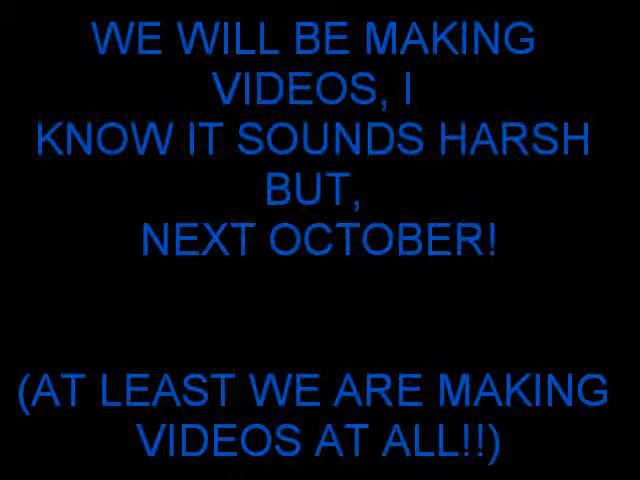 WE WILL BE MAKING
VIDEOS, I
KNOW IT SOUNDS HARSH
BUT,
NEXT OCTOBER!
(AT LEAST WE ARE MAKING
VIDEOS AT ALL!!)